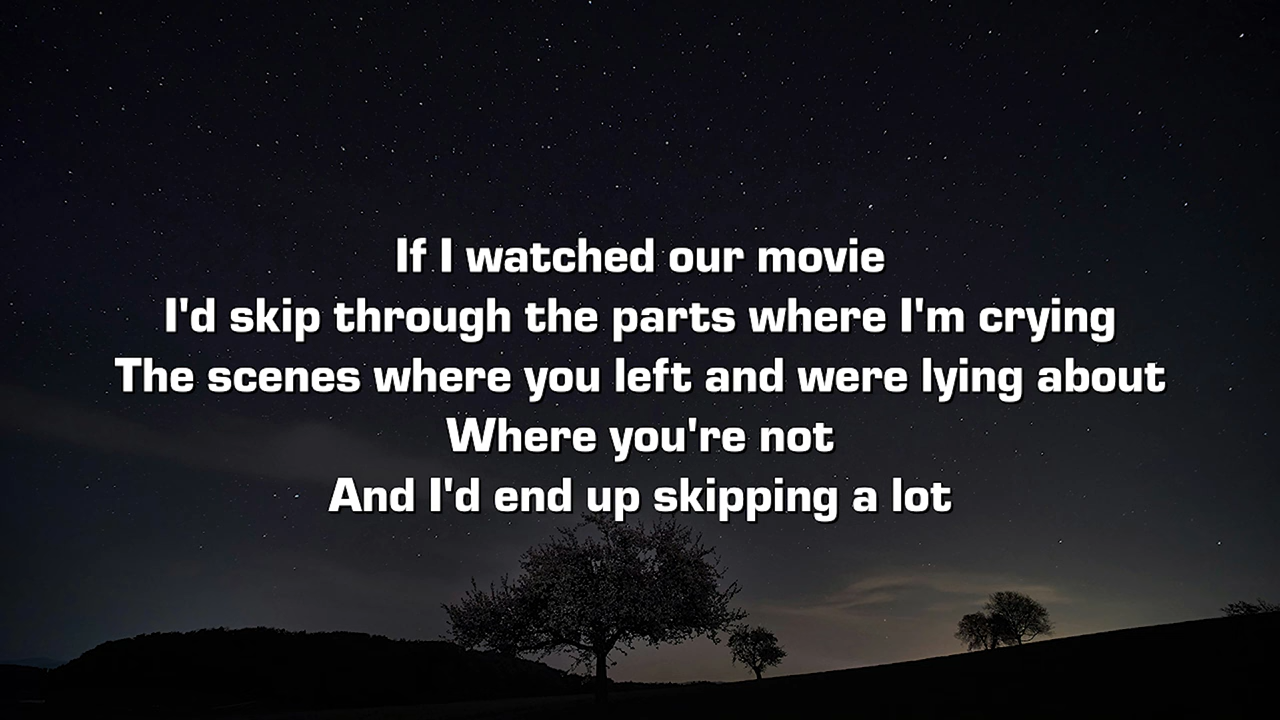 If I watched our movie
I'd skip through the parts where I'm crying
The scenes where you left and were lying about
Where you're not
And I'd end up skipping a lot